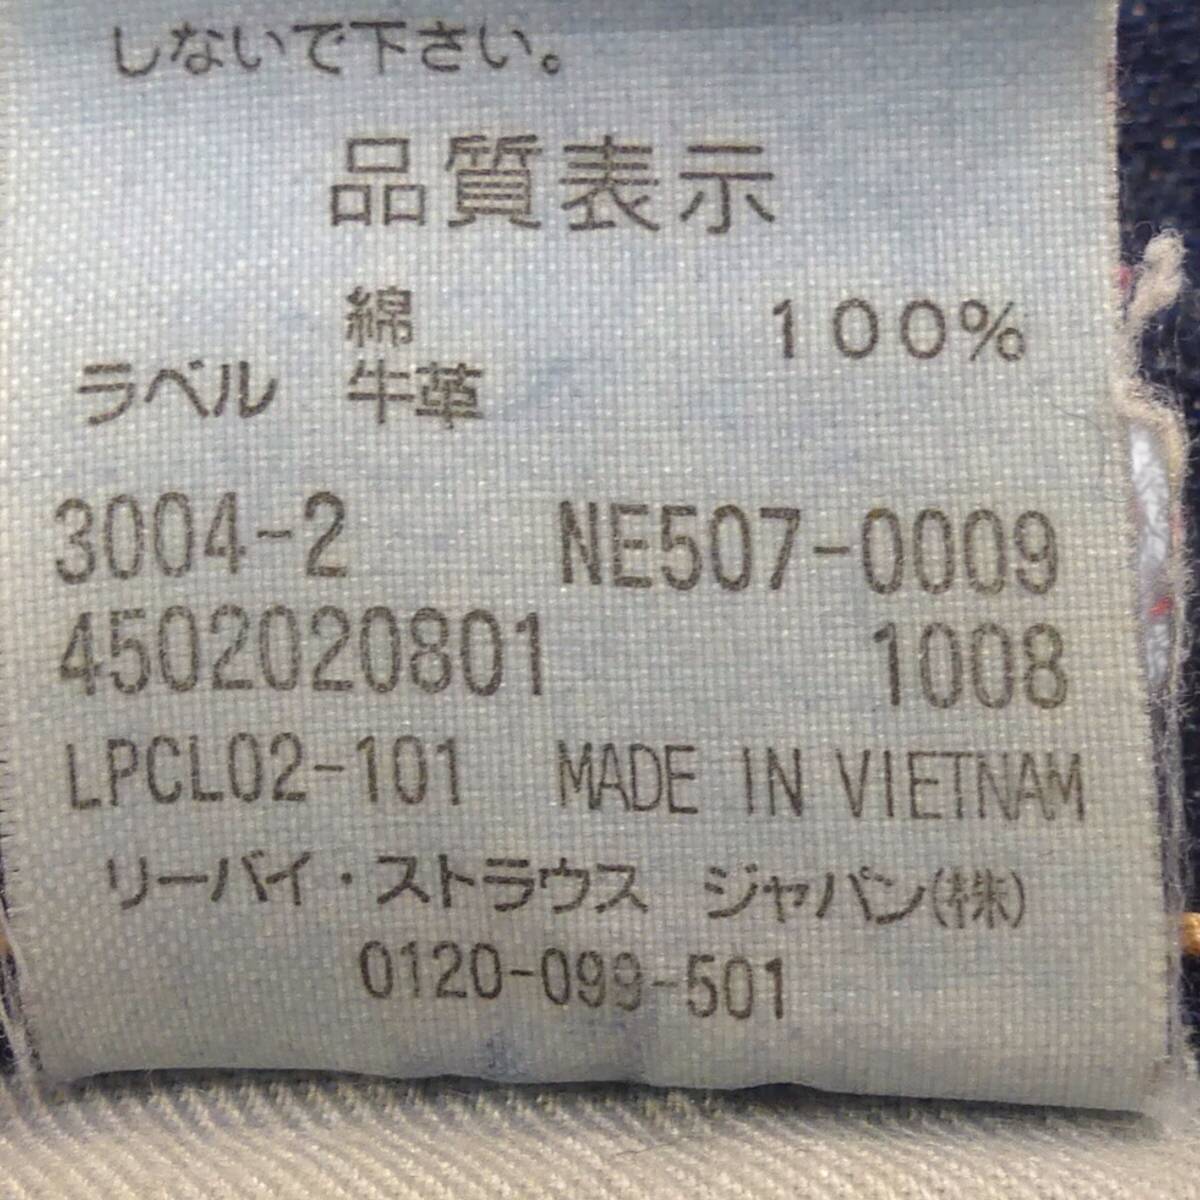 しないで下さい。
品質表示
綿 100%
ラベル 牛革
3004-2 NE507-0009
4502020801 1008
LPCL02-101 MADE IN VIETNAM
リーバイ・ストラウス ジャパン(株)
0120-099-501